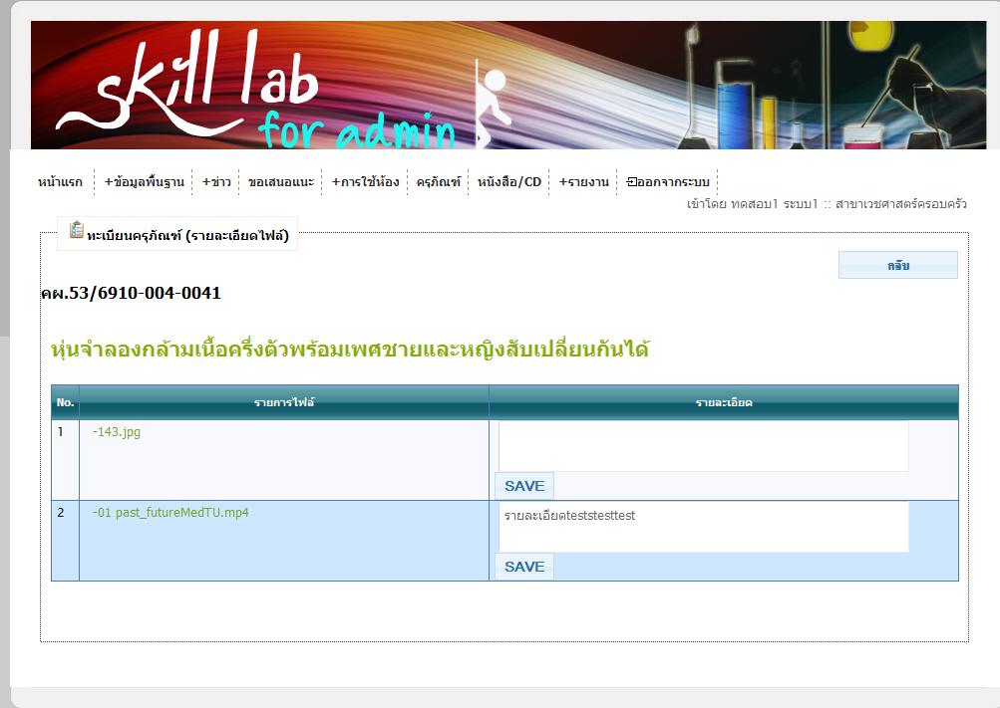 skill lab
for admin
หน้าแรก +ข้อมูลพื้นฐาน +ข่าว ขอเสนอแนะ +การใช้ห้อง ครุภัณฑ์ หนังสือ/CD +รายงาน ออกจากระบบ
เข้าโดย ทดสอบ1 ระบบ1 :: สาขาเวชศาสตร์ครอบครัว
ทะเบียนครุภัณฑ์ (รายละเอียดไฟล์)
กลับ
คผ.53/6910-004-0041
หุ่นจำลองกล้ามเนื้อครึ่งตัวพร้อมเพศชายและหญิงสับเปลี่ยนกันได้
No. รายการไฟล์ รายละเอียด
1 -143.jpg
SAVE
2 -01 past_futureMedTU.mp4 รายละเอียดteststesttest
SAVE